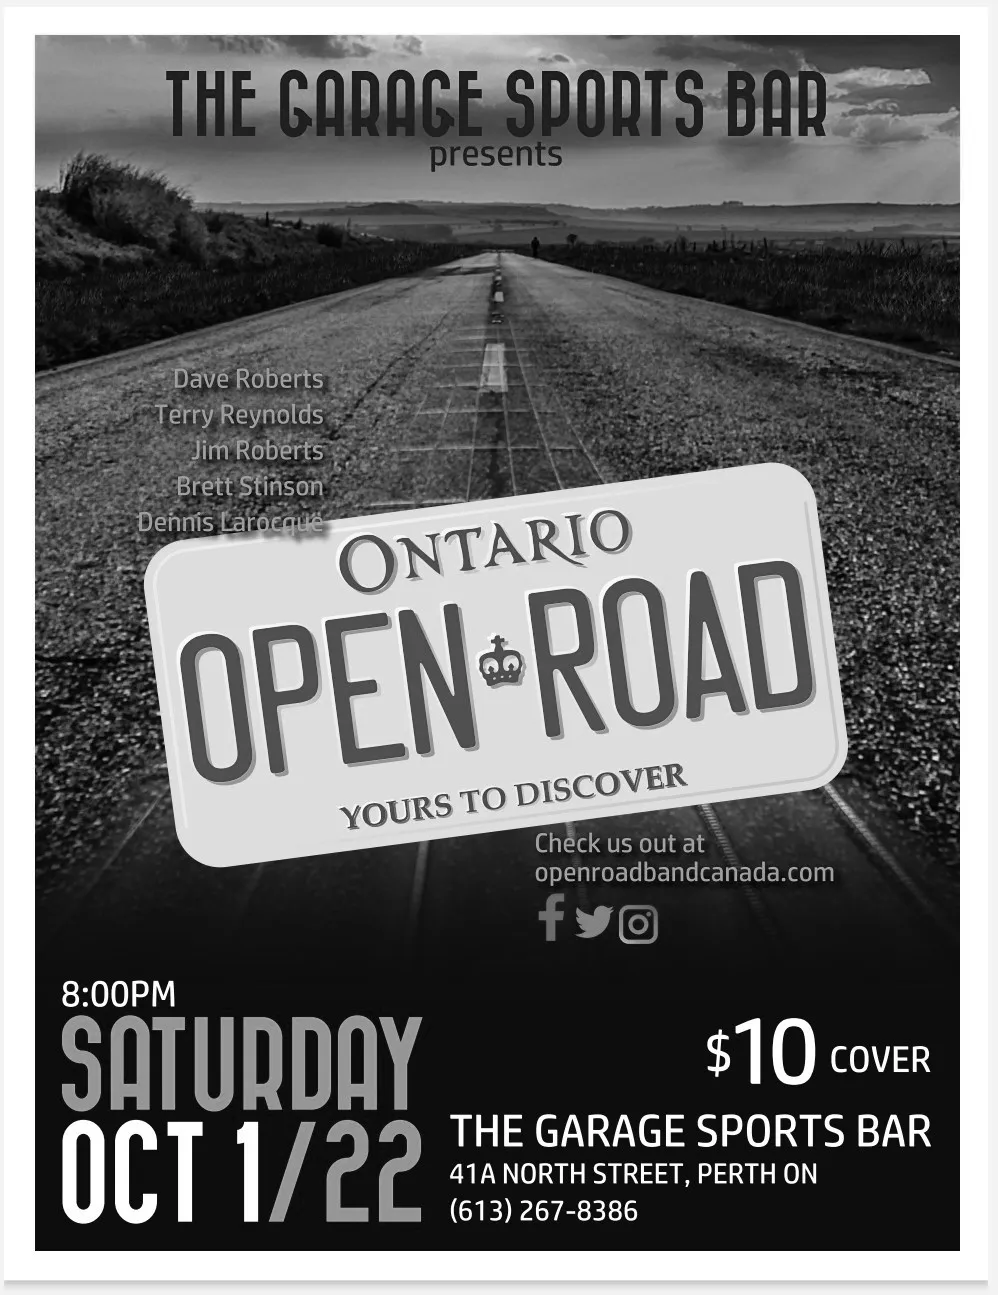 THE GARAGE SPORTS BAR
presents
Dave Roberts
Terry Reynolds
Jim Roberts
Brett Stinson
Dennis Larocque
ONTARIO
OPEN ROAD
YOURS TO DISCOVER
Check us out at
openroadbandcanada.com
8:00PM
SATURDAY
OCT 1/22
$10 COVER
THE GARAGE SPORTS BAR
41A NORTH STREET, PERTH ON
(613) 267-8386